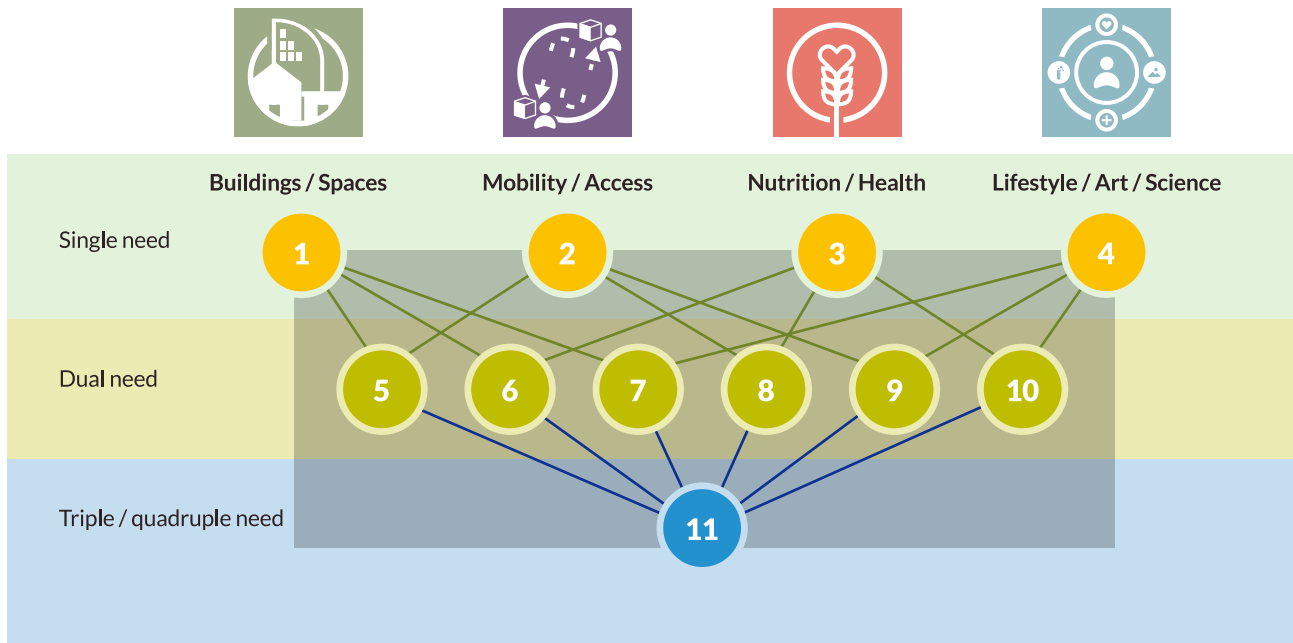 Buildings / Spaces
Mobility / Access
Nutrition / Health
Lifestyle / Art / Science
Single need
1
2
3
4
Dual need
5
6
7
8
9
10
Triple / quadruple need
11